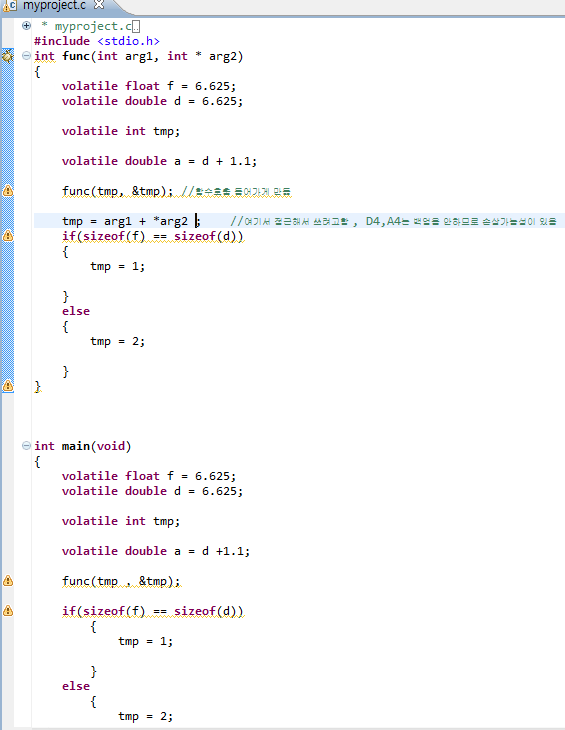 myproject.c
* myproject.c
#include <stdio.h>
int func(int arg1, int * arg2)
{
volatile float f = 6.625;
volatile double d = 6.625;
volatile int tmp;
volatile double a = d + 1.1;
func(tmp, &tmp); //함수호출 들어가게 만듦
tmp = arg1 + *arg2 ; //여기서 접근해서 쓰려고할 , D4,A4는 백업을 안하므로 손상가능성이 있음
if(sizeof(f) == sizeof(d))
{
tmp = 1;
}
else
{
tmp = 2;
}
}
int main(void)
{
volatile float f = 6.625;
volatile double d = 6.625;
volatile int tmp;
volatile double a = d +1.1;
func(tmp , &tmp);
if(sizeof(f) == sizeof(d))
{
tmp = 1;
}
else
{
tmp = 2;